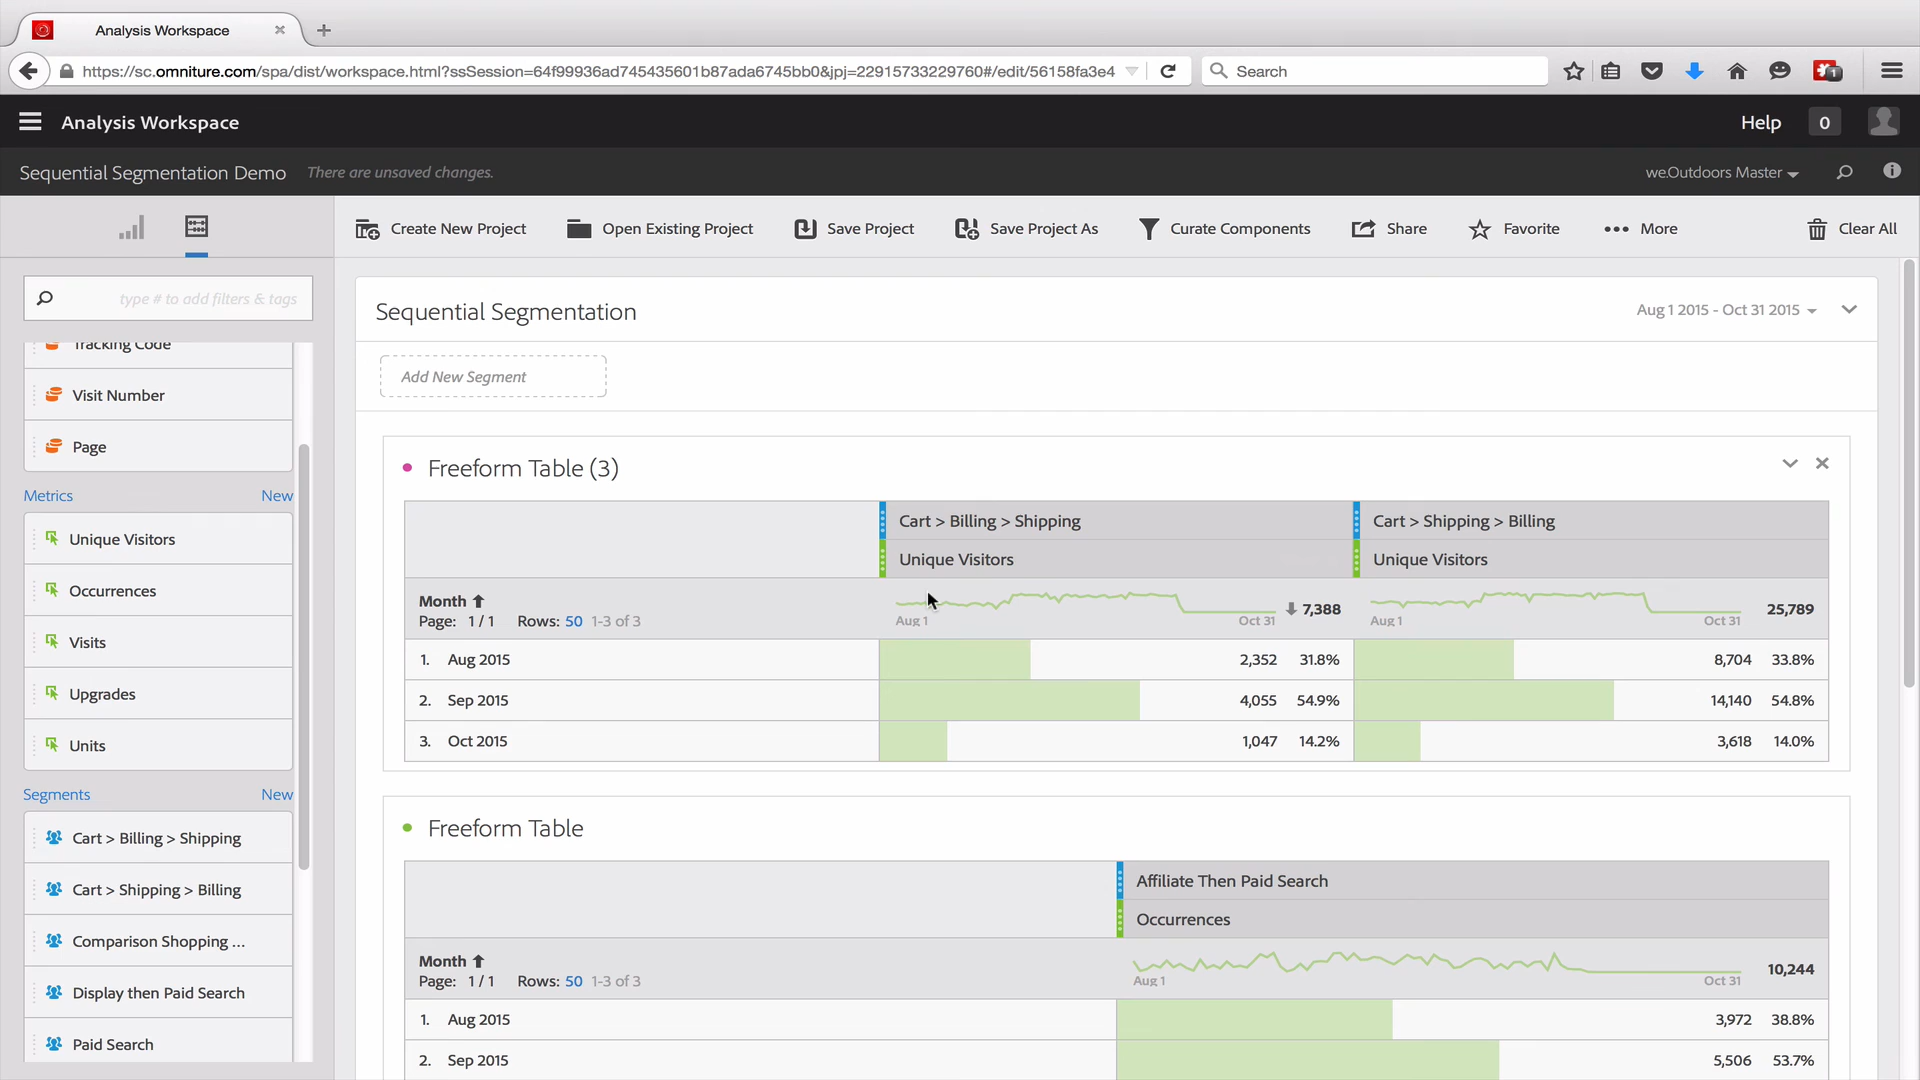 Analysis Workspace
https://sc.omniture.com/spa/dist/workspace.html?ssSession=64f99936ad745435601b87ada6745bb0&jpj=22915733229760#/edit/56158fa3e4
Search
1
Analysis Workspace
Help
0
Sequential Segmentation Demo
There are unsaved changes.
we.Outdoors Master
Create New Project
Open Existing Project
Save Project
Save Project As
Curate Components
Share
Favorite
More
Clear All
type # to add filters & tags
Tracking Code
Visit Number
Page
Metrics New
Unique Visitors
Occurrences
Visits
Upgrades
Units
Segments New
Cart > Billing > Shipping
Cart > Shipping > Billing
Comparison Shopping ...
Display then Paid Search
Paid Search
Sequential Segmentation
Aug 1 2015 - Oct 31 2015
Add New Segment
Freeform Table (3)
Cart > Billing > Shipping Cart > Shipping > Billing
Unique Visitors Unique Visitors
Month
Page: 1 / 1 Rows: 50 1-3 of 3
Aug 1 Oct 31 7,388 Aug 1 Oct 31 25,789
1. Aug 2015 2,352 31.8% 8,704 33.8%
2. Sep 2015 4,055 54.9% 14,140 54.8%
3. Oct 2015 1,047 14.2% 3,618 14.0%
Freeform Table
Affiliate Then Paid Search
Occurrences
Month
Page: 1 / 1 Rows: 50 1-3 of 3
Aug 1 Oct 31 10,244
1. Aug 2015 3,972 38.8%
2. Sep 2015 5,506 53.7%